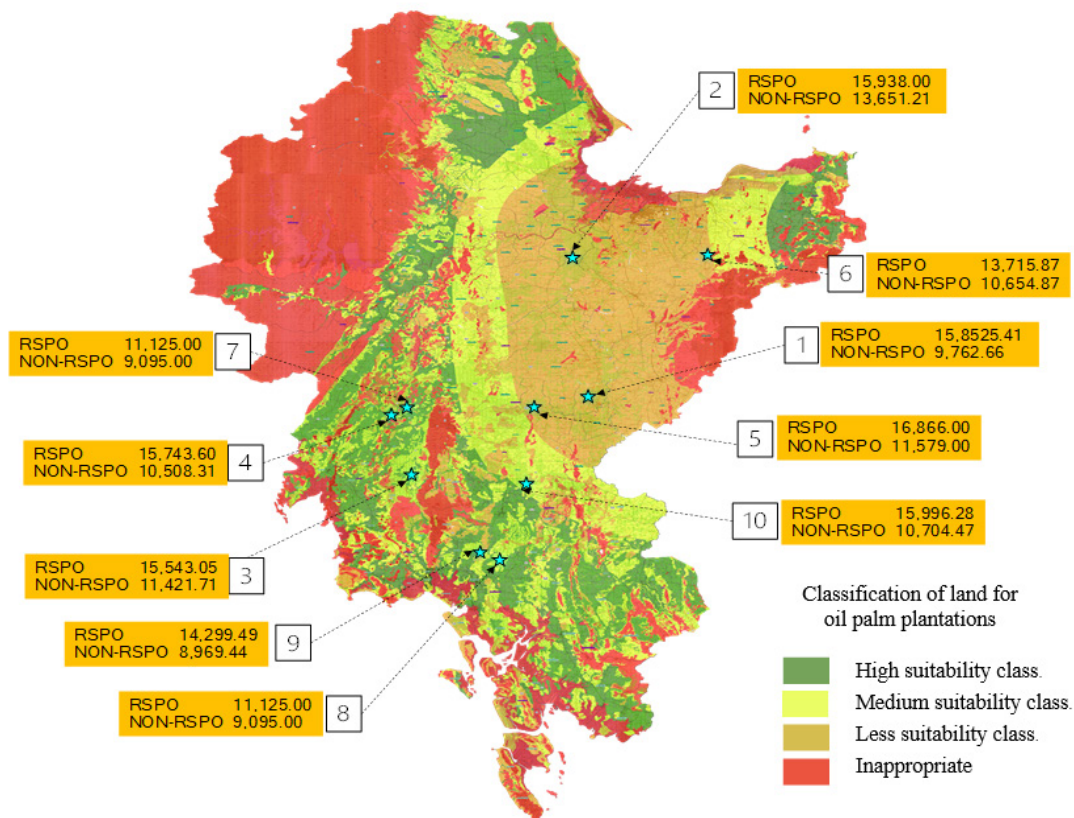 2
RSPO 15,938.00
NON-RSPO 13,651.21
6
RSPO 13,715.87
NON-RSPO 10,654.87
7
RSPO 11,125.00
NON-RSPO 9,095.00
1
RSPO 15,8525.41
NON-RSPO 9,762.66
4
RSPO 15,743.60
NON-RSPO 10,508.31
5
RSPO 16,866.00
NON-RSPO 11,579.00
10
RSPO 15,996.28
NON-RSPO 10,704.47
3
RSPO 15,543.05
NON-RSPO 11,421.71
9
RSPO 14,299.49
NON-RSPO 8,969.44
8
RSPO 11,125.00
NON-RSPO 9,095.00
Classification of land for
oil palm plantations
High suitability class.
Medium suitability class.
Less suitability class.
Inappropriate